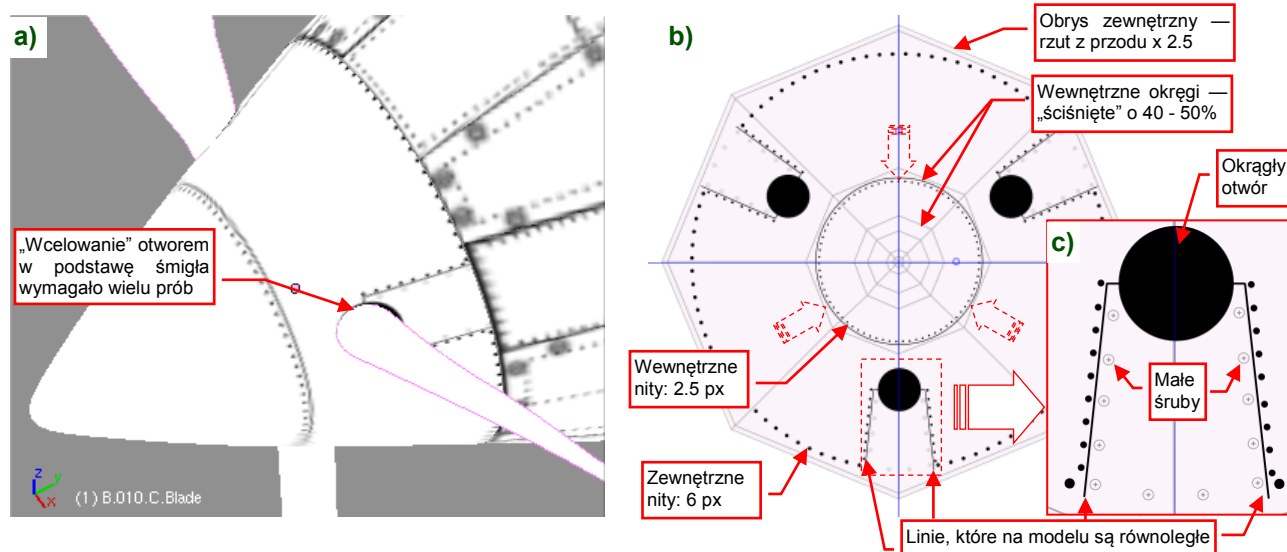 a)
„Wcelowanie” otworem
w podstawę śmigła
wymagało wielu prób
z
y
x
(1) B.010.C.Blade
b)
Obrys zewnętrzny —
rzut z przodu x 2.5
Wewnętrzne okręgi —
„ściśnięte” o 40 - 50%
Okrągły
otwór
c)
Wewnętrzne
nity: 2.5 px
Małe
śruby
Zewnętrzne
nity: 6 px
Linie, które na modelu są równoległe